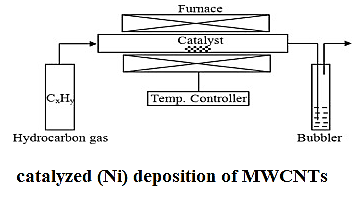 Furnace
Catalyst
CxHy
Temp. Controller
Hydrocarbon gas
Bubbler
catalyzed (Ni) deposition of MWCNTs